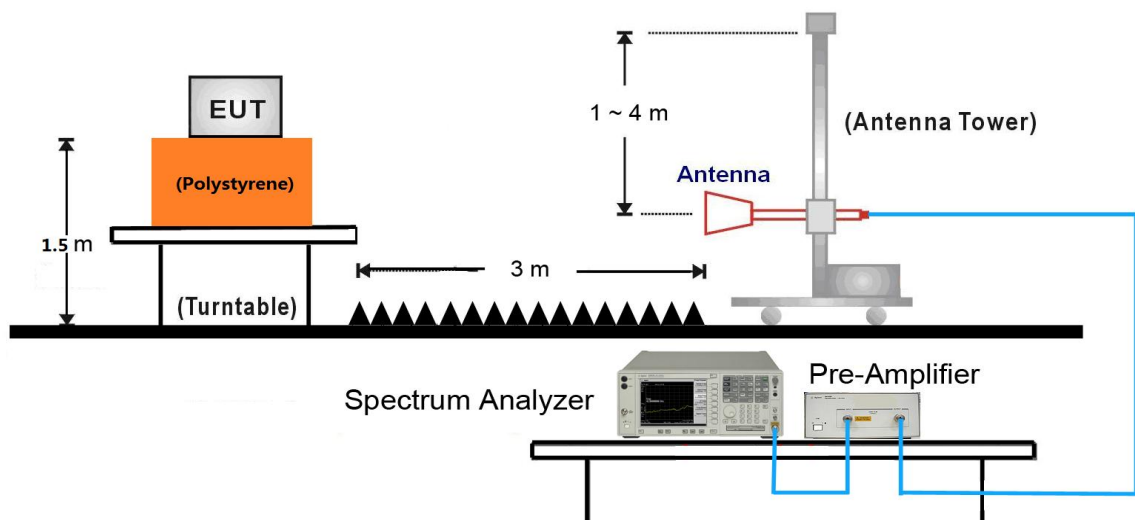 EUT
(Polystyrene)
1.5 m
(Turntable)
3 m
1 ~ 4 m
Antenna
(Antenna Tower)
Spectrum Analyzer
Pre-Amplifier